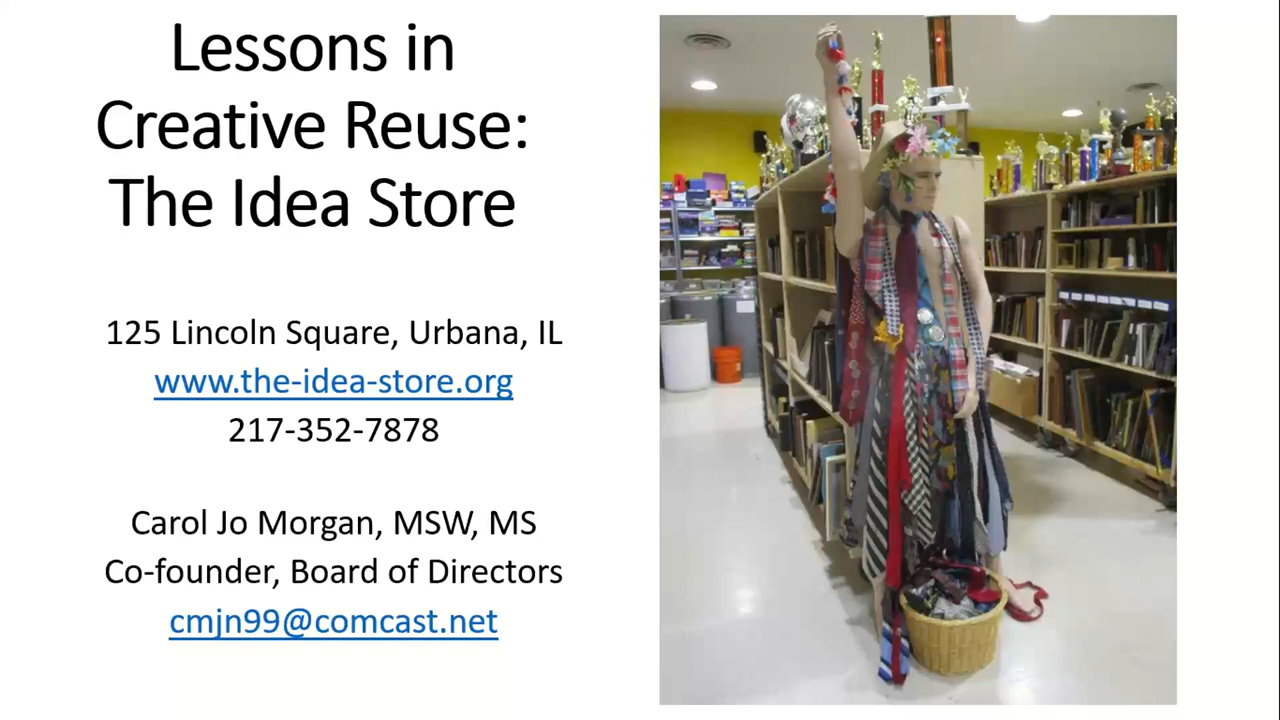 Lessons in
Creative Reuse:
The Idea Store
125 Lincoln Square, Urbana, IL
www.the-idea-store.org
217-352-7878
Carol Jo Morgan, MSW, MS
Co-founder, Board of Directors
cmjn99@comcast.net